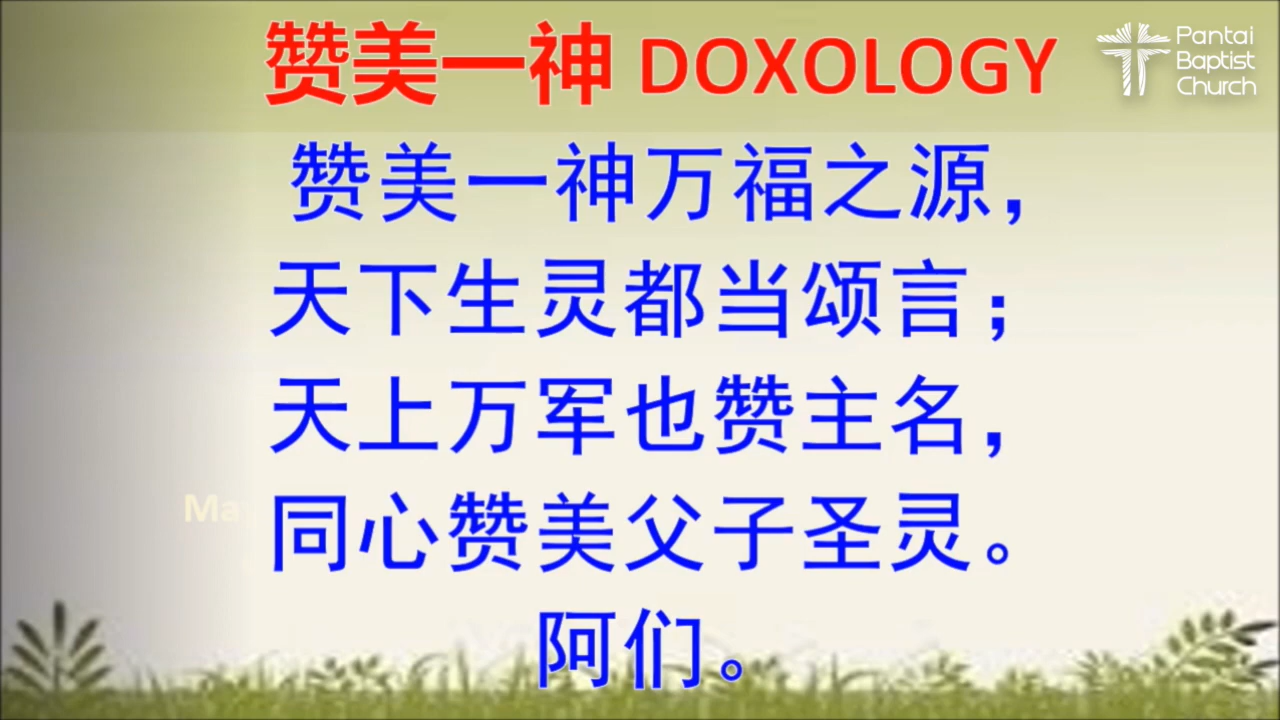 赞美一神 DOXOLOGY
Pantai
Baptist
Church
赞美一神万福之源，
天下生灵都当颂言；
天上万军也赞主名，
同心赞美父子圣灵。
阿们。
Ma